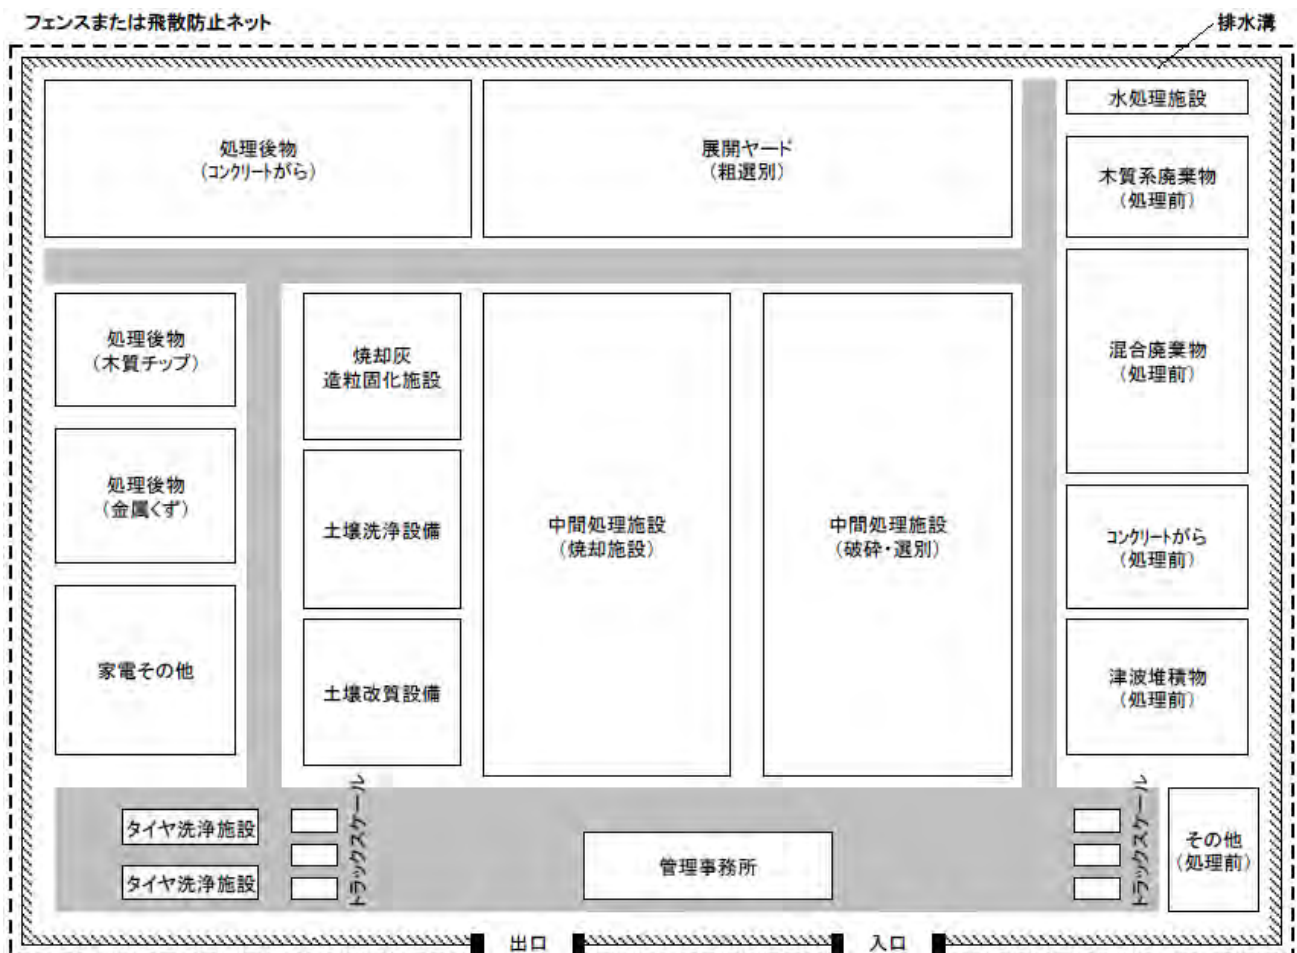 フェンスまたは飛散防止ネット
排水溝
水処理施設
処理後物
(コンクリートがら)
展開ヤード
(粗選別)
木質系廃棄物
(処理前)
処理後物
(木質チップ)
焼却灰
造粒固化施設
混合廃棄物
(処理前)
処理後物
(金属くず)
土壌洗浄設備
中間処理施設
(焼却施設)
中間処理施設
(破砕・選別)
コンクリートがら
(処理前)
家電その他
土壌改質設備
津波堆積物
(処理前)
タイヤ洗浄施設
タイヤ洗浄施設
トラックスケール
管理事務所
トラックスケール
その他
(処理前)
出口
入口